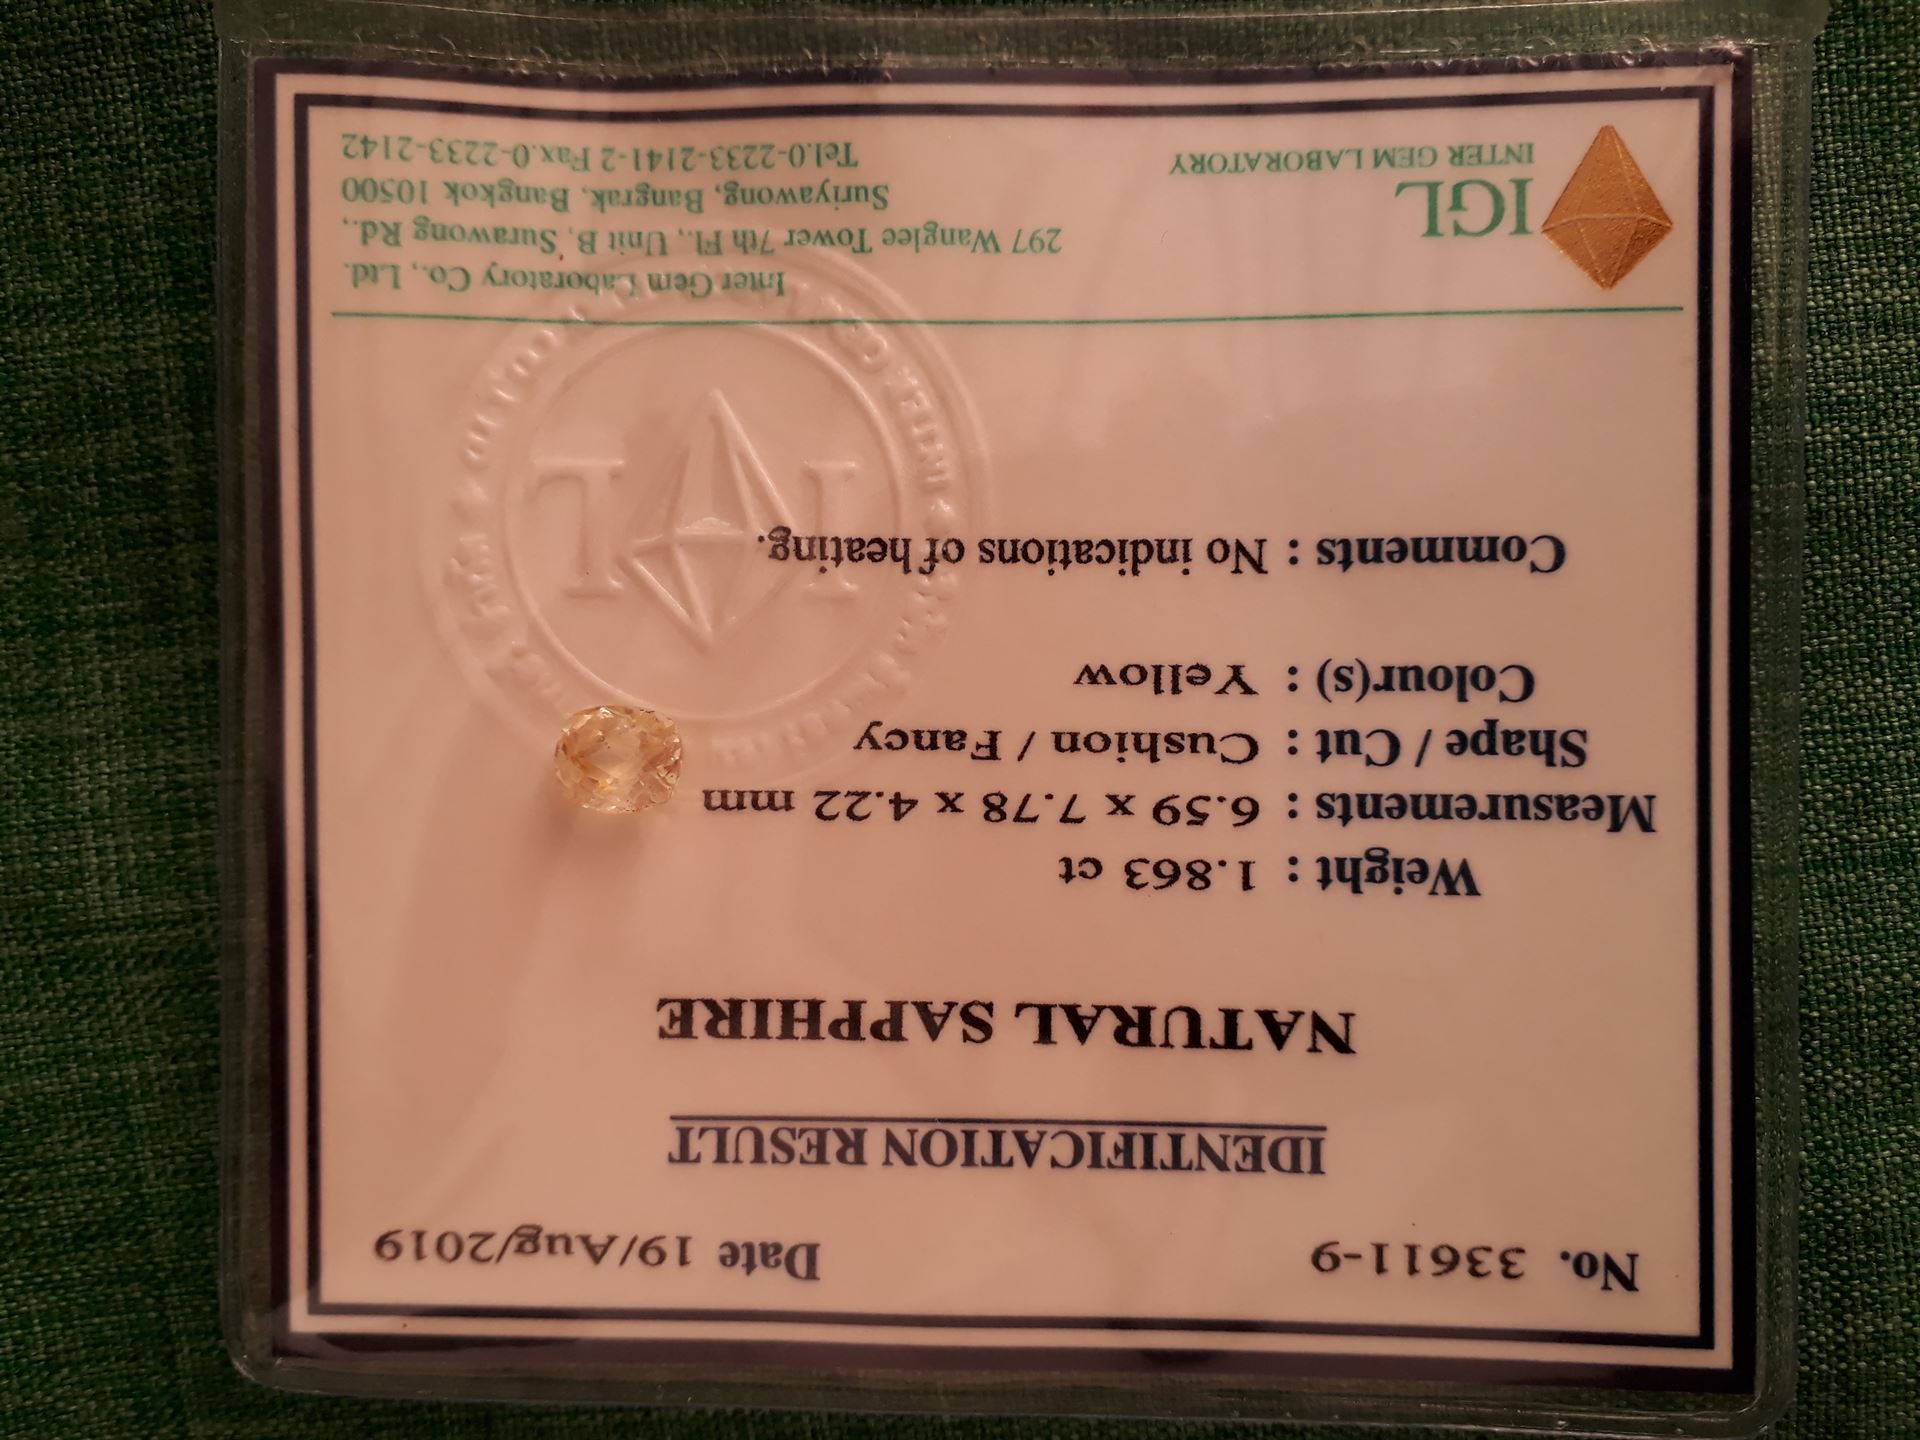 No. 33611-9
Date 19/Aug/2019
IDENTIFICATION RESULT
NATURAL SAPPHIRE
Weight : 1.863 ct
Measurements : 6.59 x 7.78 x 4.22 mm
Shape / Cut : Cushion / Fancy
Colour(s) : Yellow
Comments : No indications of heating.
IGL
INTER GEM LABORATORY
Inter Gem Laboratory Co., Ltd.
297 Wanglee Tower 7th Fl., Unit B, Surawong Rd.,
Suriyawong, Bangrak, Bangkok 10500
Tel.0-2233-2141-2 Fax.0-2233-2142